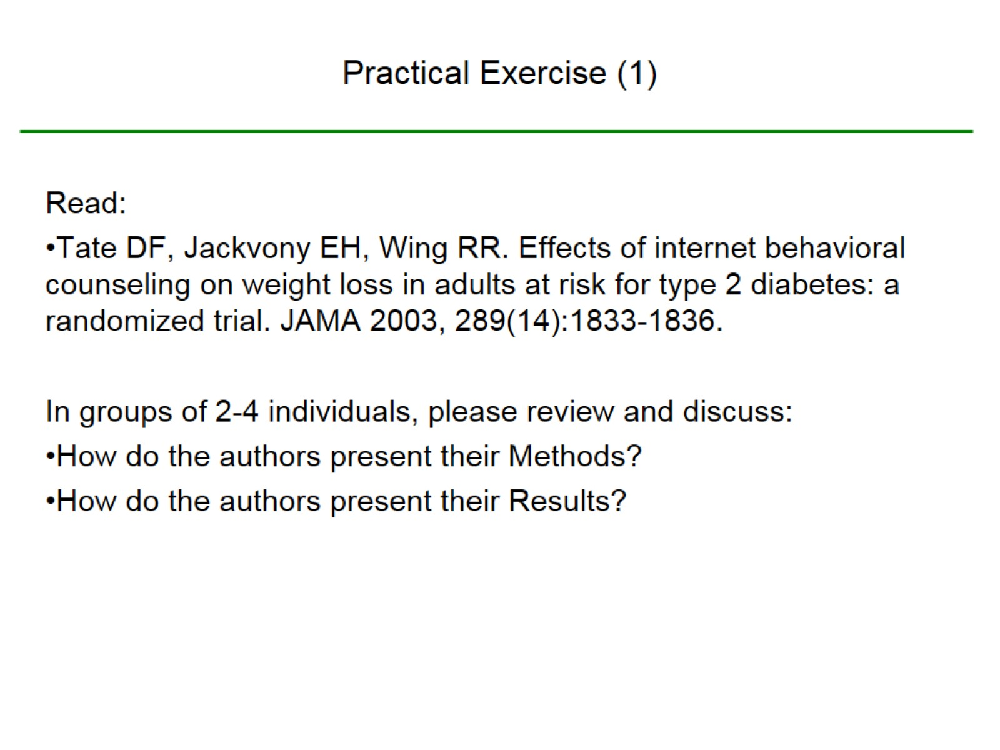 Practical Exercise (1)
Read:
•Tate DF, Jackvony EH, Wing RR. Effects of internet behavioral
counseling on weight loss in adults at risk for type 2 diabetes: a
randomized trial. JAMA 2003, 289(14):1833-1836.
In groups of 2-4 individuals, please review and discuss:
•How do the authors present their Methods?
•How do the authors present their Results?